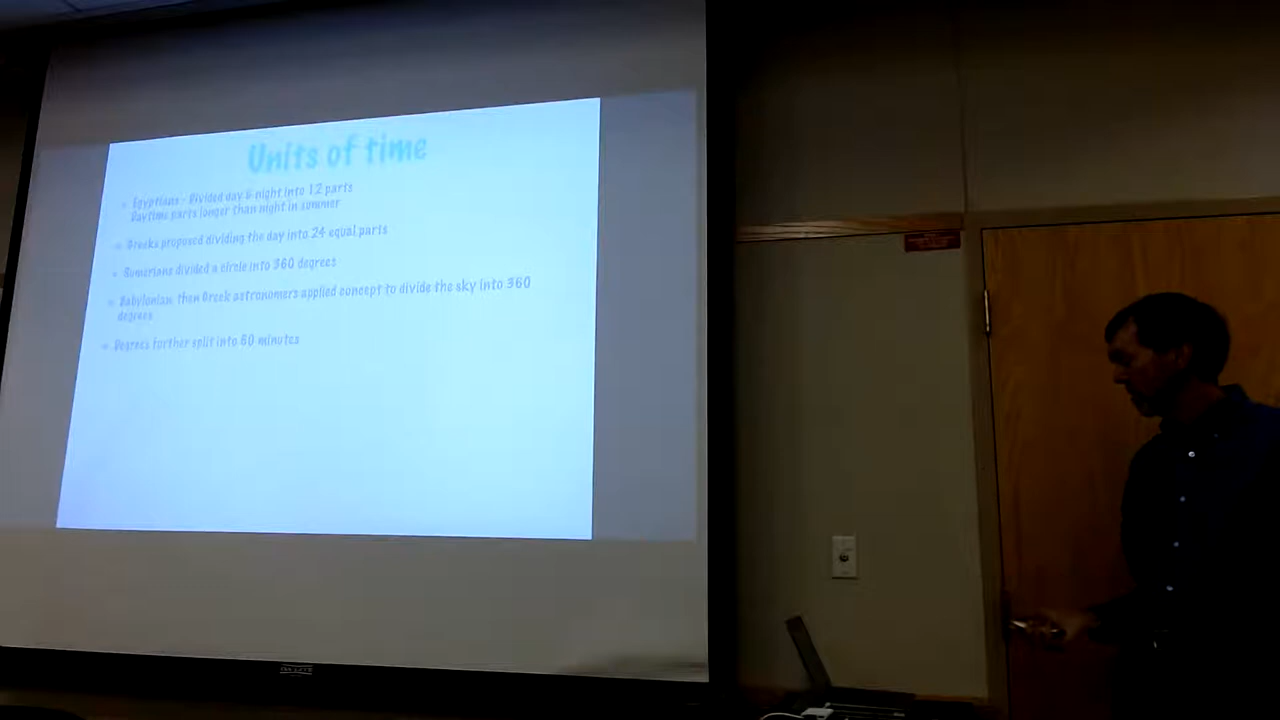 Units of time
Egyptians - Divided day & night into 12 parts
Daytime parts longer than night in summer
Greeks proposed dividing the day into 24 equal parts
Sumerians divided a circle into 360 degrees
Babylonian, then Greek astronomers applied concept to divide the sky into 360
degrees
Degrees further split into 60 minutes